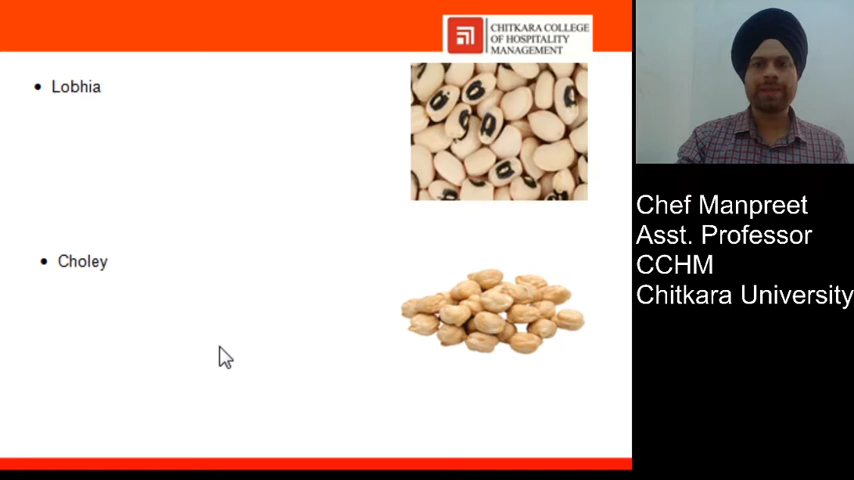 CHITKARA COLLEGE
OF HOSPITALITY
MANAGEMENT
Lobhia
Choley
Chef Manpreet
Asst. Professor
CCHM
Chitkara University